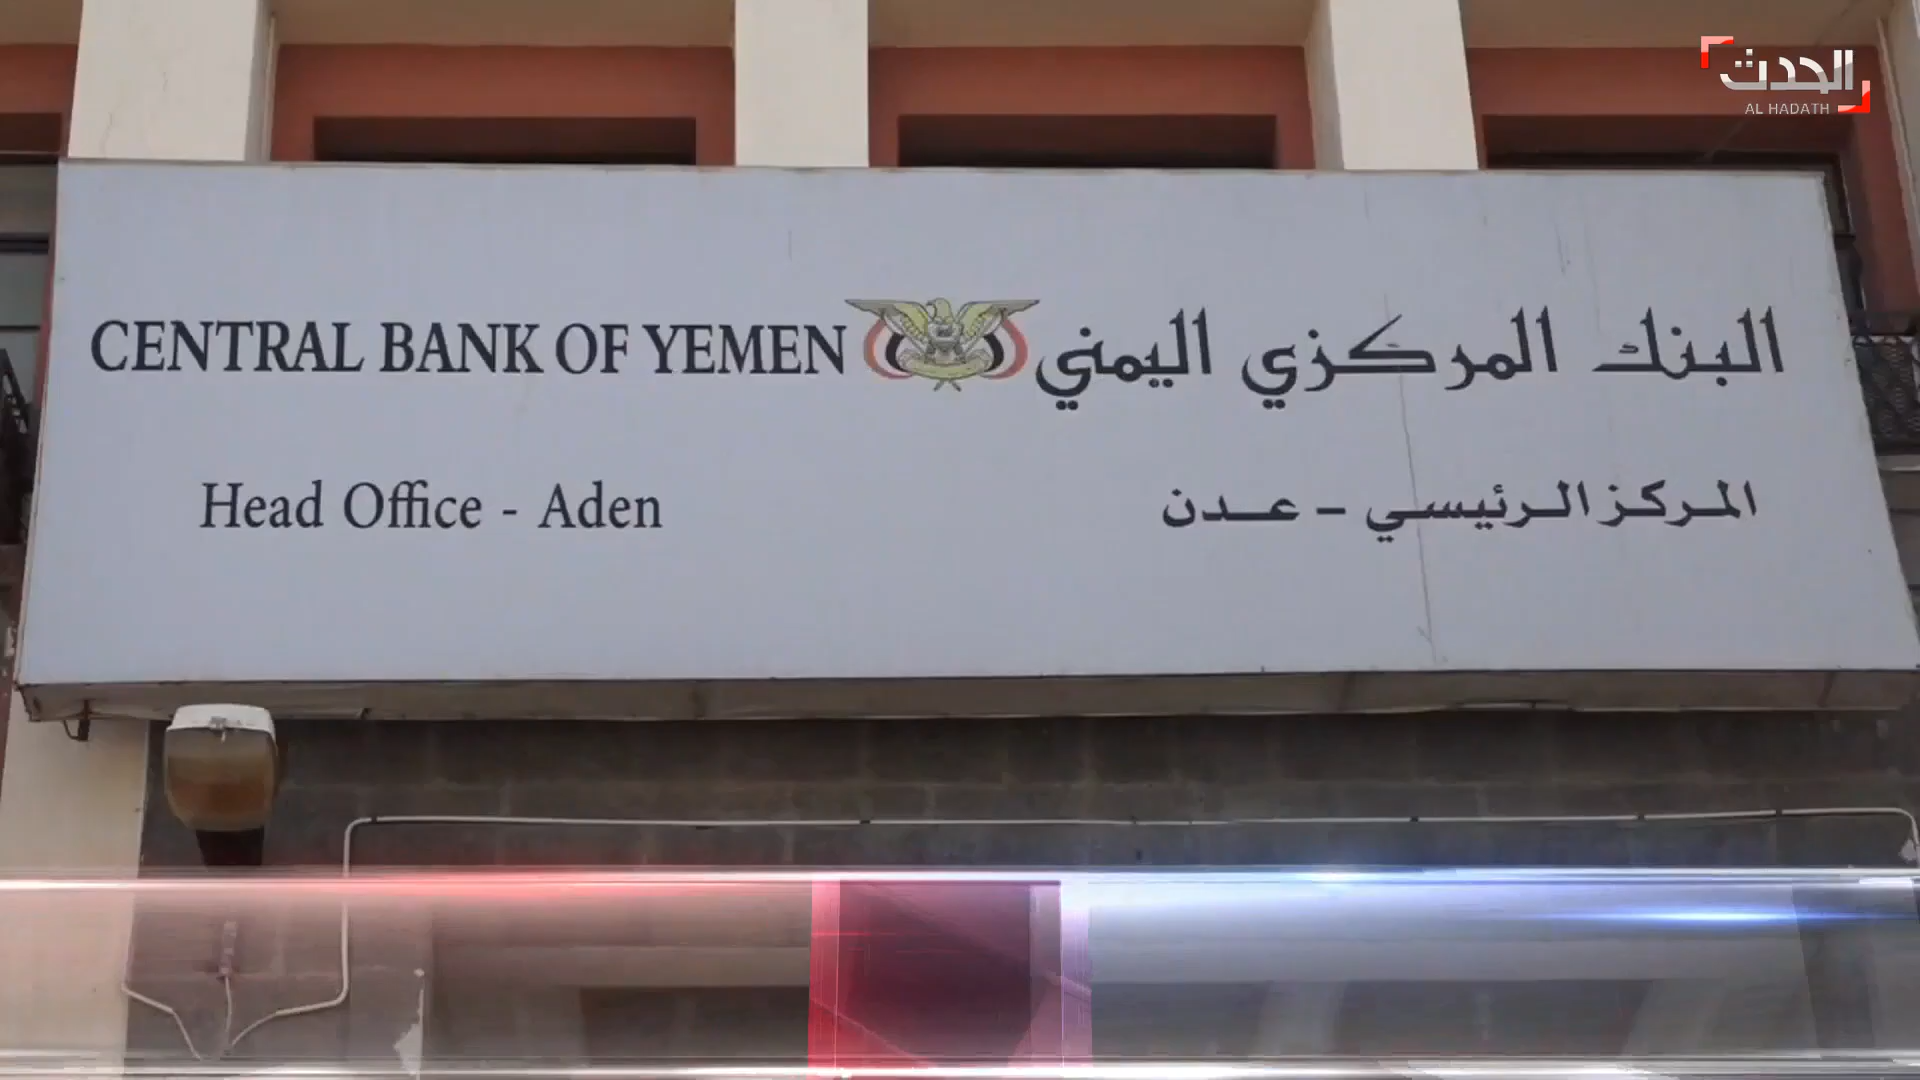 الحدث
AL HADATH
CENTRAL BANK OF YEMEN البنك المركزي اليمني
Head Office - Aden المركز الرئيسي - عدن